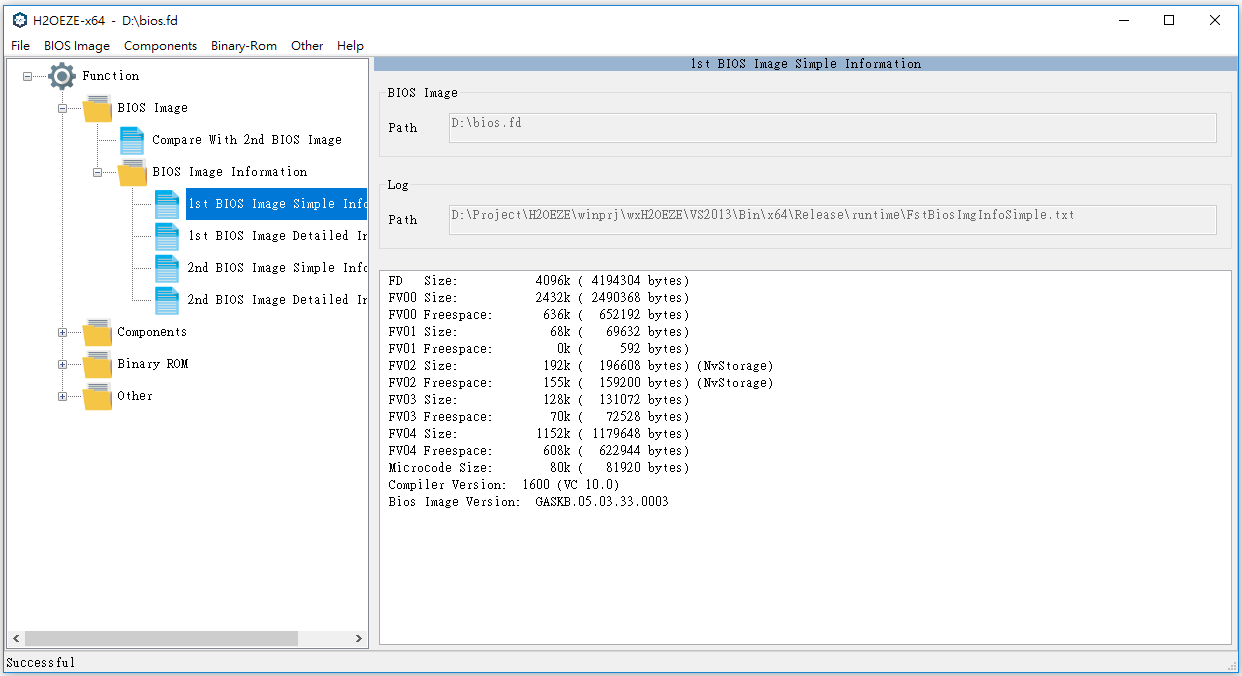 H2OEZE-x64 - D:\bios.fd
File BIOS Image Components Binary-Rom Other Help
Function
BIOS Image
Compare With 2nd BIOS Image
BIOS Image Information
1st BIOS Image Simple Info
1st BIOS Image Detailed In
2nd BIOS Image Simple Info
2nd BIOS Image Detailed In
Components
Binary ROM
Other
1st BIOS Image Simple Information
BIOS Image
Path D:\bios.fd
Log
Path D:\Project\H2OEZE\winprj\wxH2OEZE\VS2013\Bin\x64\Release\runtime\FstBiosImgInfoSimple.txt
FD Size: 4096k ( 4194304 bytes)
FV00 Size: 2432k ( 2490368 bytes)
FV00 Freespace: 636k ( 652192 bytes)
FV01 Size: 68k ( 69632 bytes)
FV01 Freespace: 0k ( 592 bytes)
FV02 Size: 192k ( 196608 bytes) (NvStorage)
FV02 Freespace: 155k ( 159200 bytes) (NvStorage)
FV03 Size: 128k ( 131072 bytes)
FV03 Freespace: 70k ( 72528 bytes)
FV04 Size: 1152k ( 1179648 bytes)
FV04 Freespace: 608k ( 622944 bytes)
Microcode Size: 80k ( 81920 bytes)
Compiler Version: 1600 (VC 10.0)
Bios Image Version: GASKB.05.03.33.0003
Successful